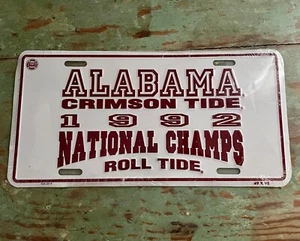 ALABAMA
CRIMSON TIDE
1992
NATIONAL CHAMPS
ROLL TIDE